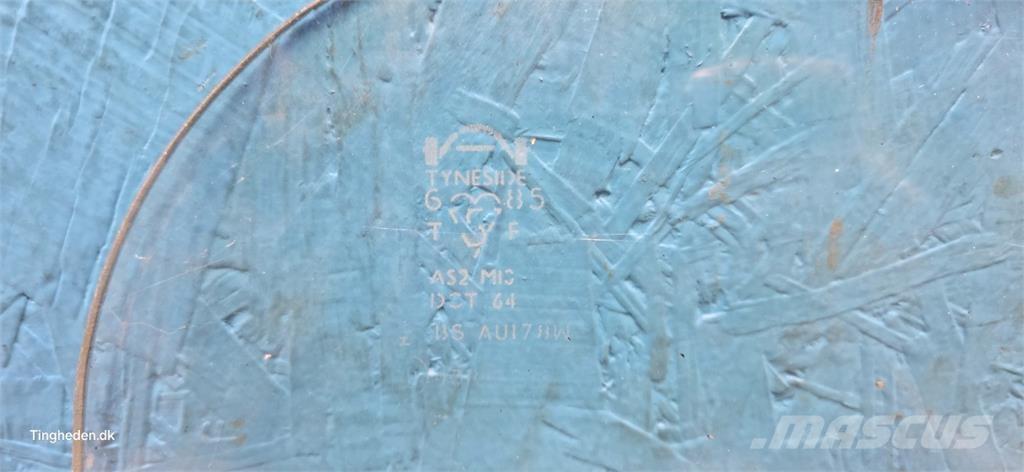 TYNESIDE
6 85
T Y F
AS2 M13
DOT 64
BS AU178W
Z
Tingheden.dk
MASCUS